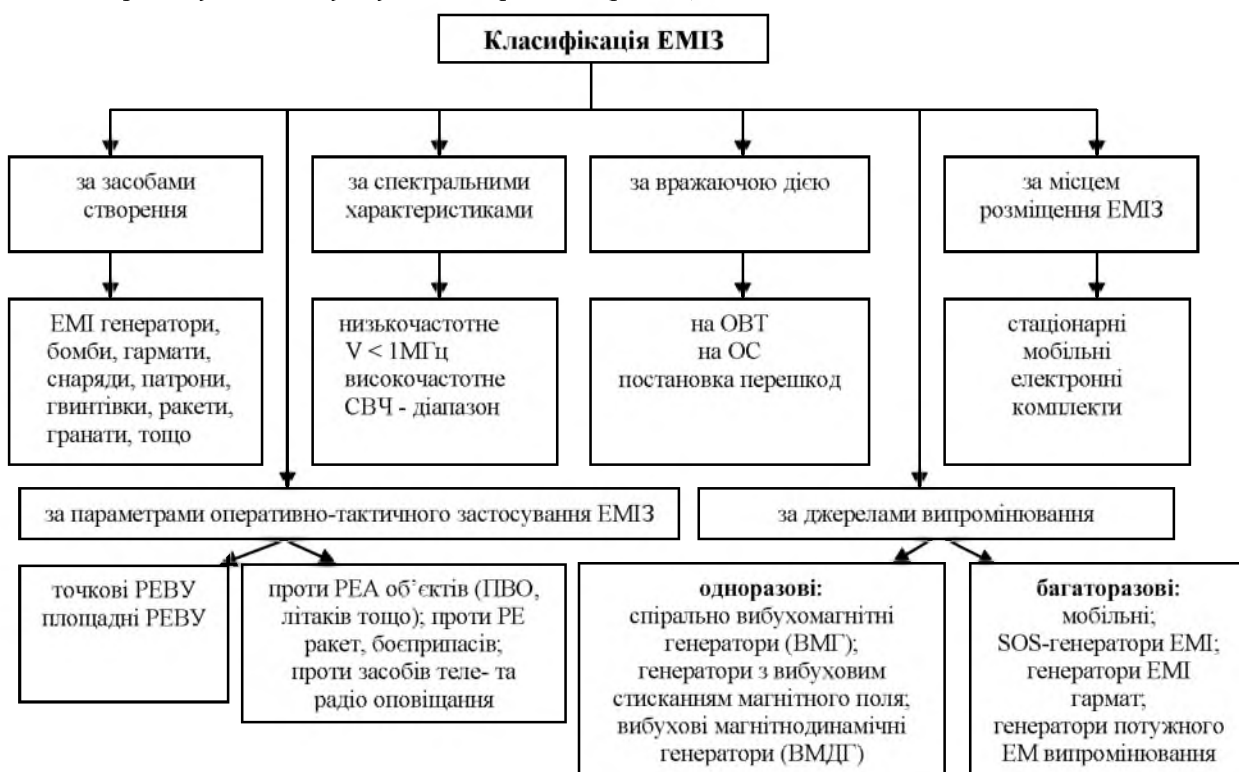 Класифікація ЕМІЗ
за засобами
створення
за спектральними
характеристиками
за вражаючою дією
за місцем
розміщення ЕМІЗ
ЕМІ генератори,
бомби, гармати,
снаряди, патрони,
гвинтівки, ракети,
гранати, тощо
низькочастотне
V < 1МГц
високочастотне
СВЧ - діапазон
на ОВТ
на ОС
постановка перешкод
стаціонарні
мобільні
електронні
комплекти
за параметрами оперативно-тактичного застосування ЕМІЗ
за джерелами випромінювання
точкові РЕВУ
площадні РЕВУ
проти РЕА об’єктів (ПВО,
літаків тощо); проти РЕ
ракет, боєприпасів;
проти засобів теле- та
радіо оповіщання
одноразові:
спірально вибухомагнітні
генератори (ВМГ);
генератори з вибуховим
стисканням магнітного поля;
вибухові магнітнодинамічні
генератори (ВМДГ)
багаторазові:
мобільні;
SOS-генератори ЕМІ;
генератори ЕМІ
гармат;
генератори потужного
ЕМ випромінювання